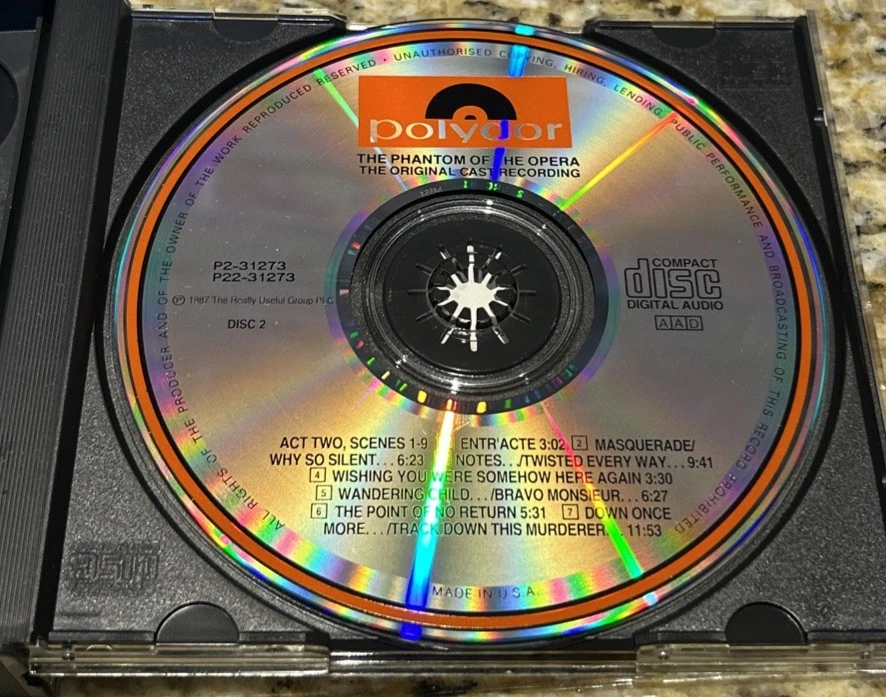 ALL RIGHTS OF THE PRODUCER AND OF THE OWNER OF THE WORK REPRODUCED RESERVED • UNAUTHORISED COPYING, HIRING, LENDING, PUBLIC PERFORMANCE AND BROADCASTING OF THIS RECORD PROHIBITED
polydor
THE PHANTOM OF THE OPERA
THE ORIGINAL CAST RECORDING
P2-31273
P22-31273
℗ 1987 The Really Useful Group PLC
DISC 2
COMPACT
disc
DIGITAL AUDIO
AAD
ACT TWO, SCENES 1-9 ENTR'ACTE 3:02 2 MASQUERADE/
WHY SO SILENT... 6:23 NOTES.../TWISTED EVERY WAY... 9:41
4 WISHING YOU WERE SOMEHOW HERE AGAIN 3:30
5 WANDERING CHILD.../BRAVO MONSIEUR... 6:27
6 THE POINT OF NO RETURN 5:31 7 DOWN ONCE
MORE.../TRACK DOWN THIS MURDERER... 11:53
MADE IN U.S.A.
disc